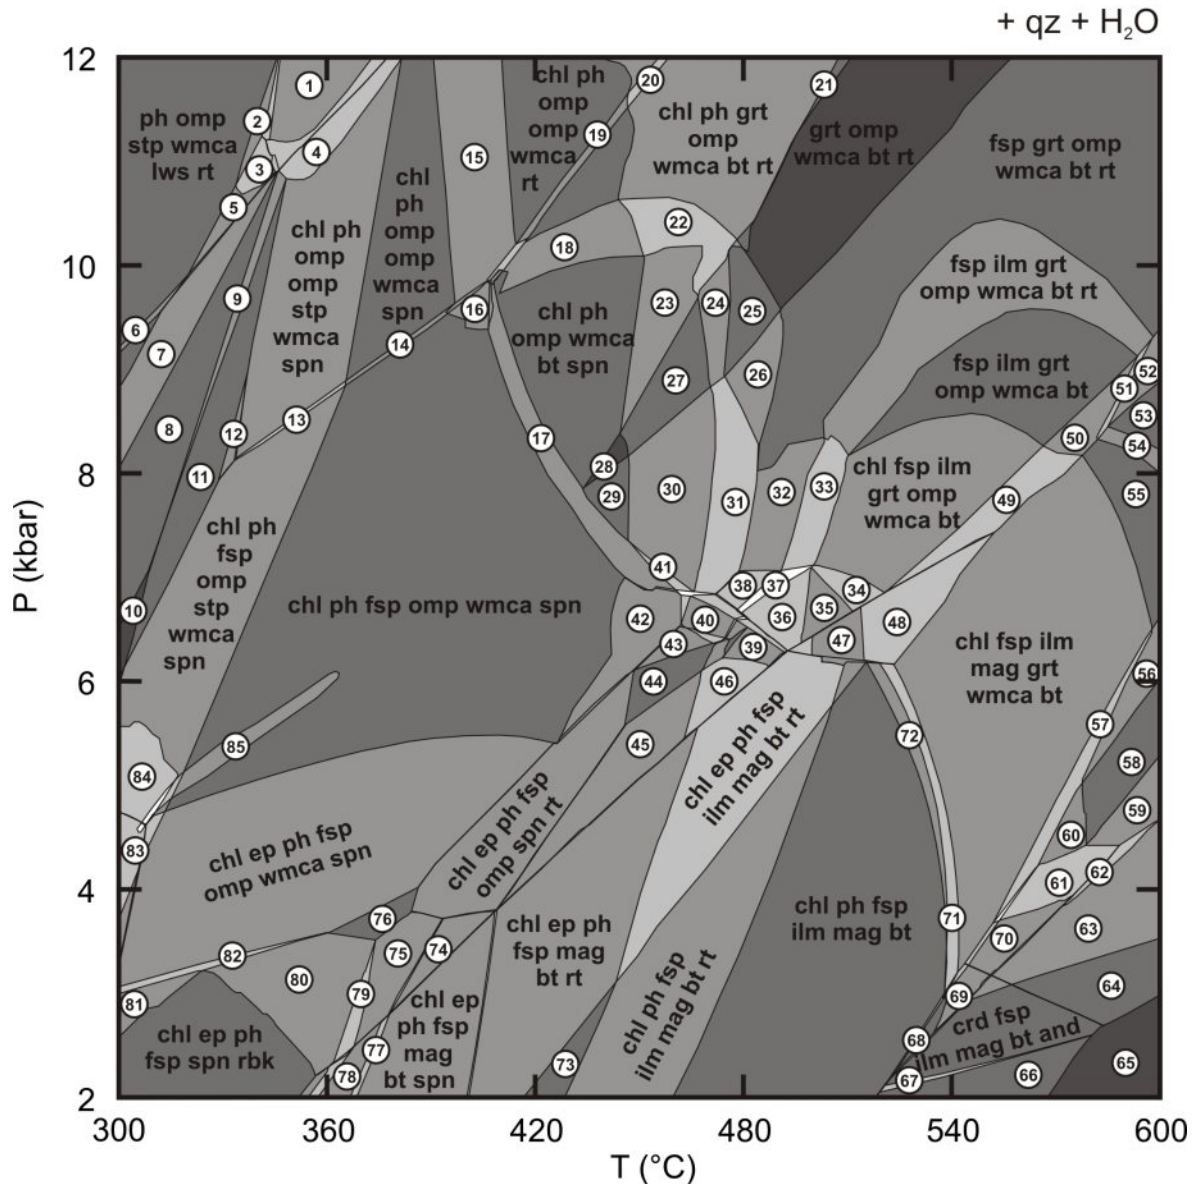 + qz + H₂O
12
10
8
6
4
2
P (kbar)
300
360
420
480
540
600
T (°C)
ph omp
stp wmca
lws rt
chl ph
omp
omp
stp
wmca
spn
chl
ph
omp
omp
wmca
spn
chl ph
omp
omp
wmca
rt
chl ph grt
omp
wmca bt rt
grt omp
wmca bt rt
fsp grt omp
wmca bt rt
fsp ilm grt
omp wmca bt rt
fsp ilm grt
omp wmca bt
chl ph
omp wmca
bt spn
chl fsp ilm
grt omp
wmca bt
chl ph
fsp
omp
stp
wmca
spn
chl ph fsp omp wmca spn
chl fsp ilm
mag grt
wmca bt
chl ep ph fsp
omp wmca spn
chl ep ph fsp
omp spn rt
chl ep ph fsp
ilm mag bt rt
chl ph fsp
ilm mag bt
chl ep ph
fsp mag
bt rt
chl ph fsp
ilm mag bt rt
chl ep ph
fsp spn rbk
chl ep
ph fsp
mag
bt spn
crd fsp
ilm mag bt and
1
2
3
4
5
6
7
8
9
10
11
12
13
14
15
16
17
18
19
20
21
22
23
24
25
26
27
28
29
30
31
32
33
34
35
36
37
38
39
40
41
42
43
44
45
46
47
48
49
50
51
52
53
54
55
56
57
58
59
60
61
62
63
64
65
66
67
68
69
70
71
72
73
74
75
76
77
78
79
80
81
82
83
84
85